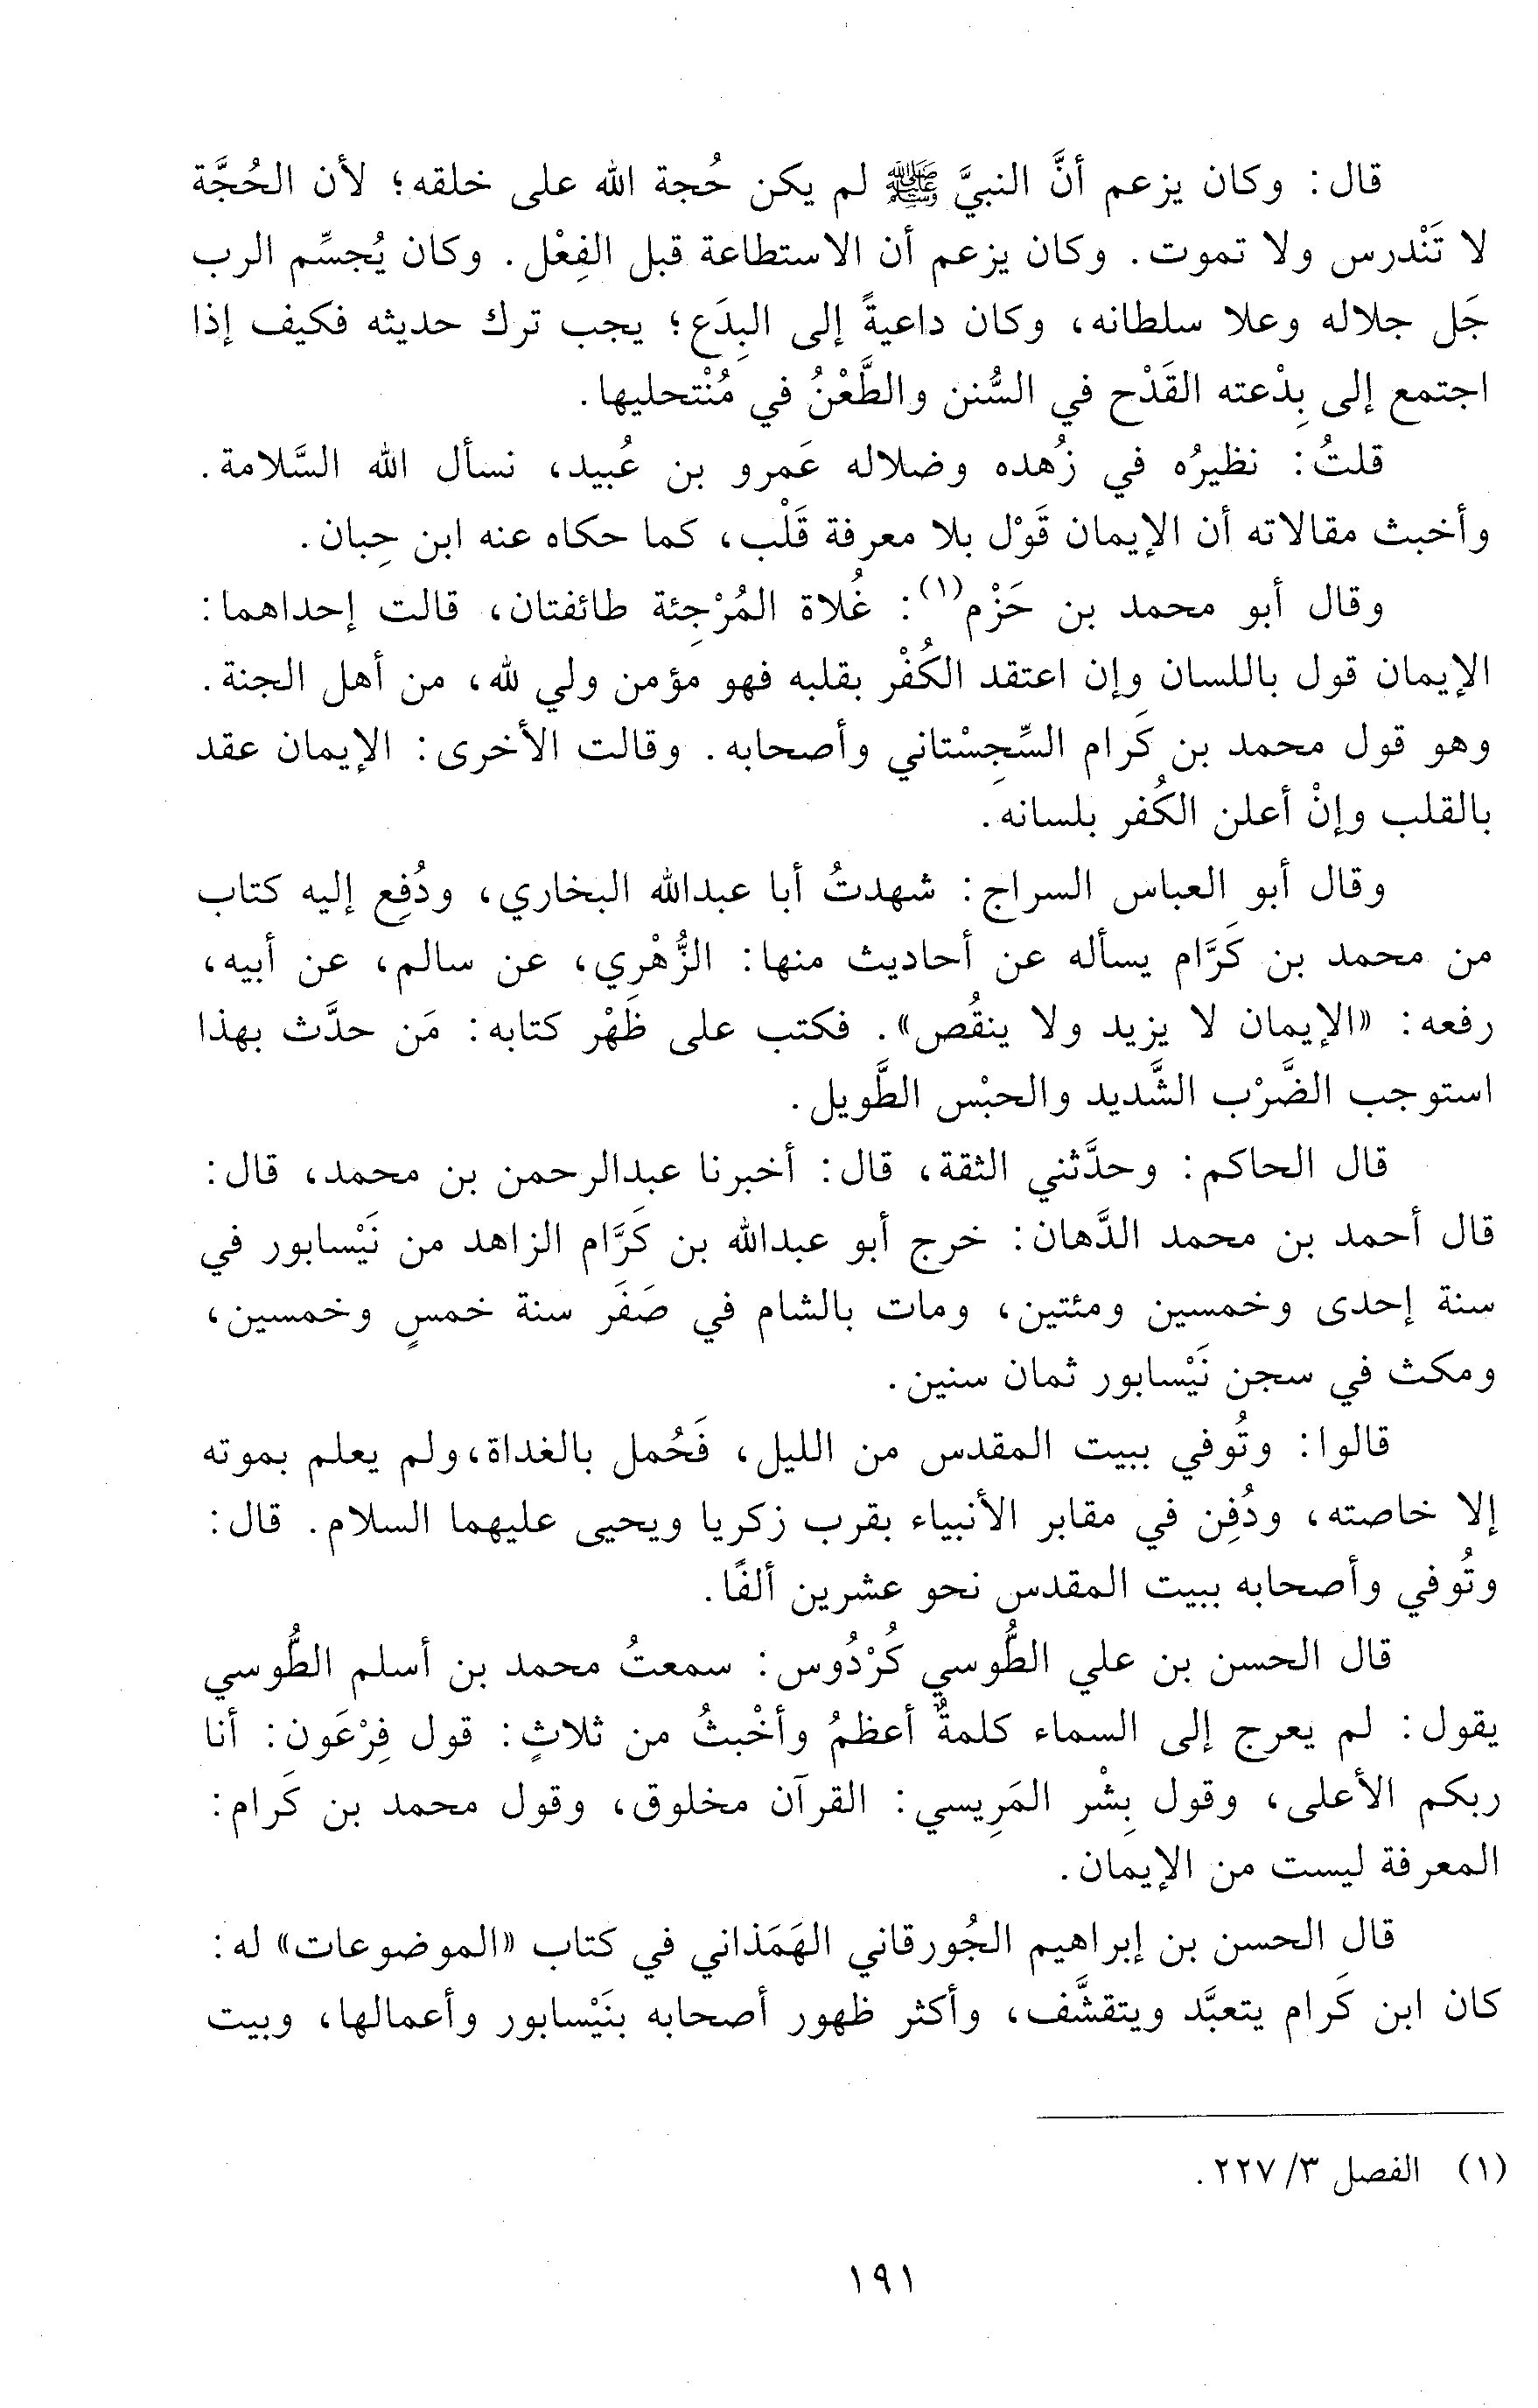 قال: وكان يزعم أنَّ النبيَّ ﷺ لم يكن حُجة الله على خلقه؛ لأن الحُجَّة
لا تَنْدرس ولا تموت. وكان يزعم أن الاستطاعة قبل الفِعْل. وكان يُجسِّم الرب
جَل جلاله وعلا سلطانه، وكان داعيةً إلى البِدَع؛ يجب ترك حديثه فكيف إذا
اجتمع إلى بِدْعته القَدْح في السُّنن والطَّعْنُ في مُنْتحليها.
قلتُ: نظيرُه في زُهده وضلاله عَمرو بن عُبيد، نسأل الله السَّلامة.
وأخبث مقالاته أن الإيمان قَوْل بلا معرفة قَلْب، كما حكاه عنه ابن حِبان.
وقال أبو محمد بن حَزْم(١): غُلاة المُرْجِئة طائفتان، قالت إحداهما:
الإيمان قول باللسان وإن اعتقد الكُفْر بقلبه فهو مؤمن ولي لله، من أهل الجنة.
وهو قول محمد بن كَرام السِّجِسْتاني وأصحابه. وقالت الأخرى: الإيمان عقد
بالقلب وإنْ أعلن الكُفر بلسانه.
وقال أبو العباس السراج: شهدتُ أبا عبدالله البخاري، ودُفِع إليه كتاب
من محمد بن كَرَّام يسأله عن أحاديث منها: الزُّهْرِي، عن سالم، عن أبيه،
رفعه: «الإيمان لا يزيد ولا ينقُص». فكتب على ظَهْر كتابه: مَن حدَّث بهذا
استوجب الضَّرْب الشَّديد والحبْس الطَّويل.
قال الحاكم: وحدَّثني الثقة، قال: أخبرنا عبدالرحمن بن محمد، قال:
قال أحمد بن محمد الدَّهان: خرج أبو عبدالله بن كَرَّام الزاهد من نَيْسابور في
سنة إحدى وخمسين ومئتين، ومات بالشام في صَفَر سنة خمسٍ وخمسين،
ومكث في سجن نَيْسابور ثمان سنين.
قالوا: وتُوفي ببيت المقدس من الليل، فَحُمل بالغداة،ولم يعلم بموته
إلا خاصته، ودُفِن في مقابر الأنبياء بقرب زكريا ويحيى عليهما السلام. قال:
وتُوفي وأصحابه ببيت المقدس نحو عشرين ألفًا.
قال الحسن بن علي الطُّوسي كُرْدُوس: سمعتُ محمد بن أسلم الطُّوسي
يقول: لم يعرج إلى السماء كلمةٌ أعظمُ وأخْبثُ من ثلاثٍ: قول فِرْعَون: أنا
ربكم الأعلى، وقول بِشْر المَرِيسي: القرآن مخلوق، وقول محمد بن كَرام:
المعرفة ليست من الإيمان.
قال الحسن بن إبراهيم الجُورقاني الهَمَذاني في كتاب «الموضوعات» له:
كان ابن كَرام يتعبَّد ويتقشَّف، وأكثر ظهور أصحابه بنَيْسابور وأعمالها، وبيت
(١) الفصل ٣/ ٢٢٧.
١٩١